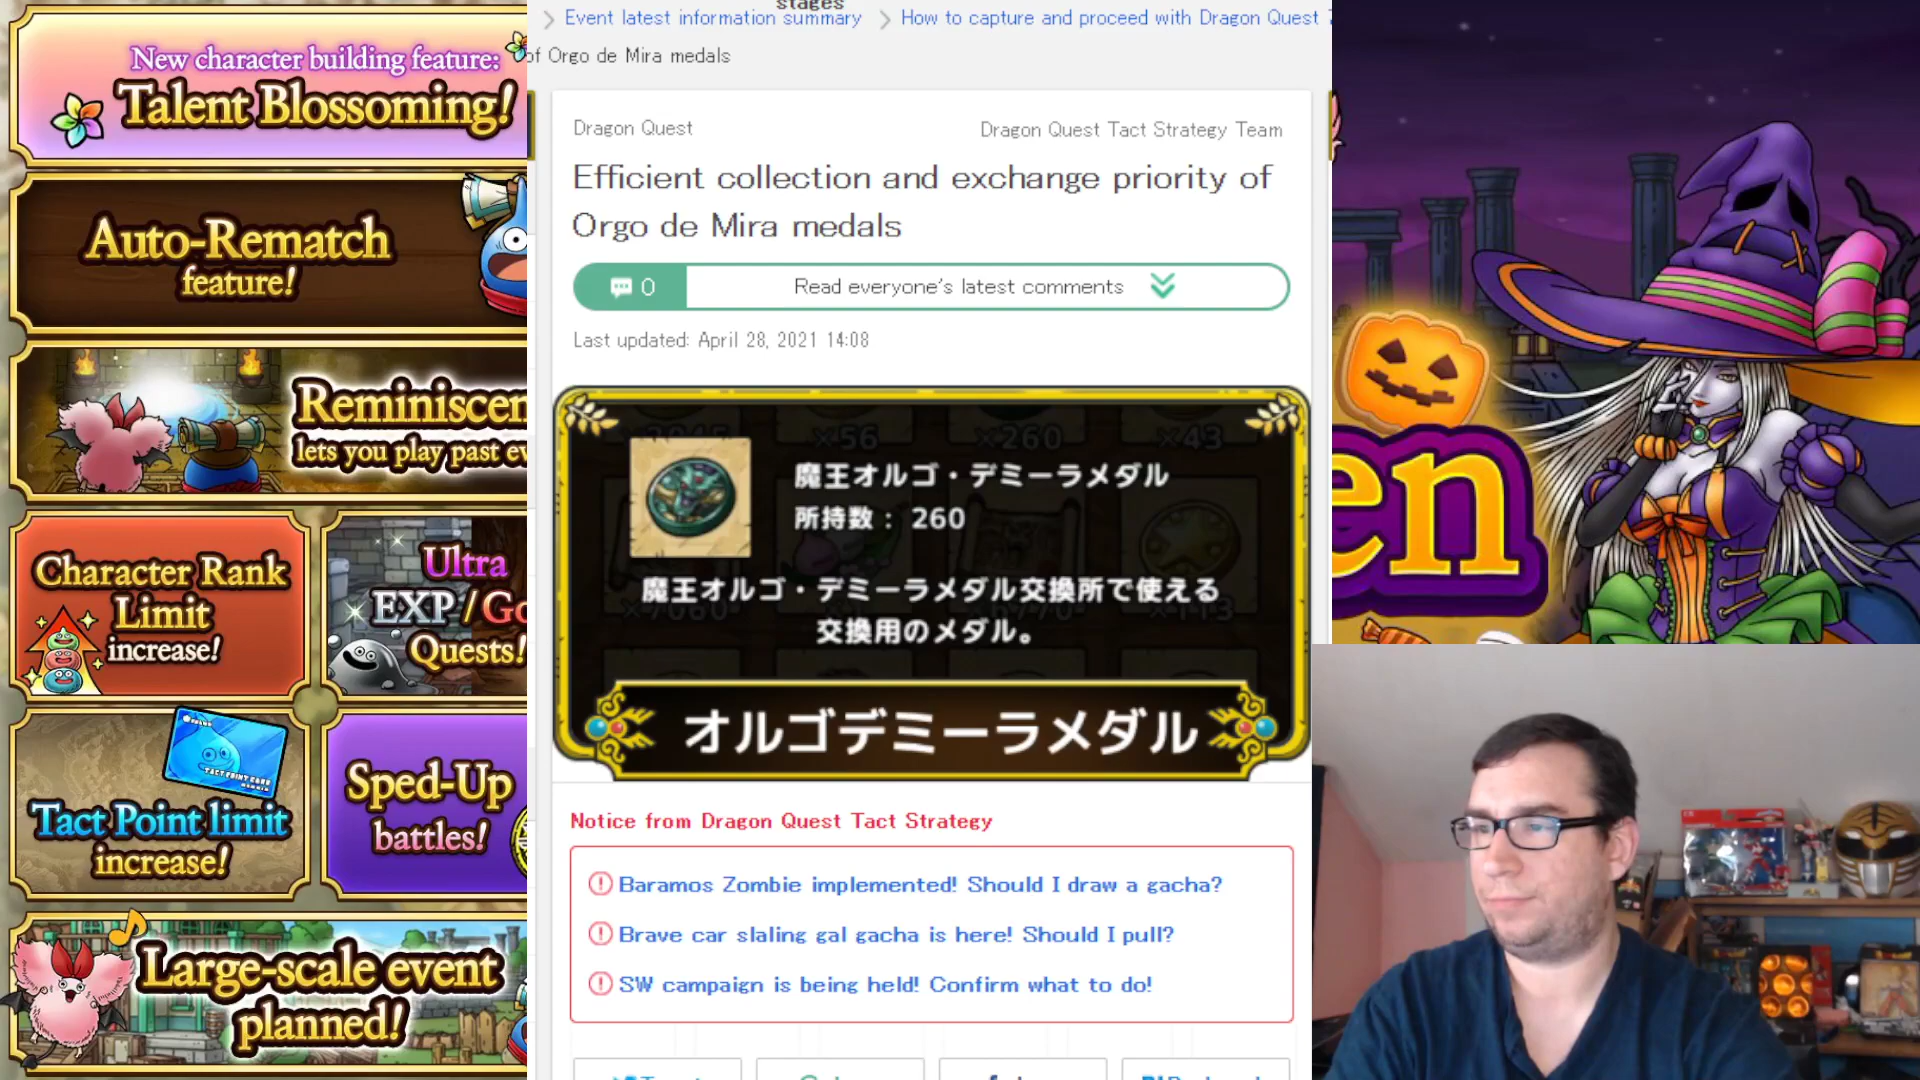 New character building feature:
Talent Blossoming!
Auto-Rematch
feature!
Reminiscen
lets you play past ev
Character Rank
Limit
increase!
Ultra
EXP/Go
Quests!
TACT POINT CARD
Tact Point limit
increase!
Sped-Up
battles!
Large-scale event
planned!
stages
Event latest information summary
How to capture and proceed with Dragon Quest
of Orgo de Mira medals
Dragon Quest
Dragon Quest Tact Strategy Team
Efficient collection and exchange priority of
Orgo de Mira medals
0
Read everyone's latest comments
Last updated: April 28, 2021 14:08
×56
×260
×43
魔王オルゴ・デミーラメダル
所持数： 260
魔王オルゴ・デミーラメダル交換所で使える
交換用のメダル。
オルゴデミーラメダル
Notice from Dragon Quest Tact Strategy
Baramos Zombie implemented! Should I draw a gacha?
Brave car slaling gal gacha is here! Should I pull?
SW campaign is being held! Confirm what to do!
en